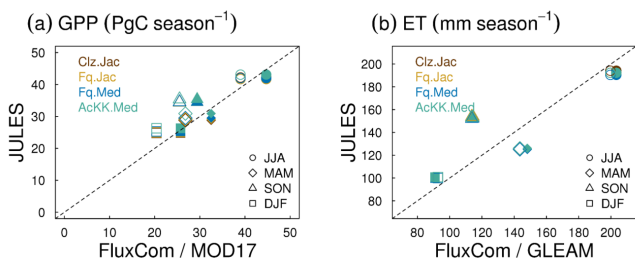 (a) GPP (PgC season⁻¹)
JULES
50
40
30
20
10
0
Clz.Jac
Fq.Jac
Fq.Med
AcKK.Med
JJA
MAM
SON
DJF
0 10 20 30 40 50
FluxCom / MOD17
(b) ET (mm season⁻¹)
JULES
200
180
160
140
120
100
80
Clz.Jac
Fq.Jac
Fq.Med
AcKK.Med
JJA
MAM
SON
DJF
80 100 120 140 160 180 200
FluxCom / GLEAM